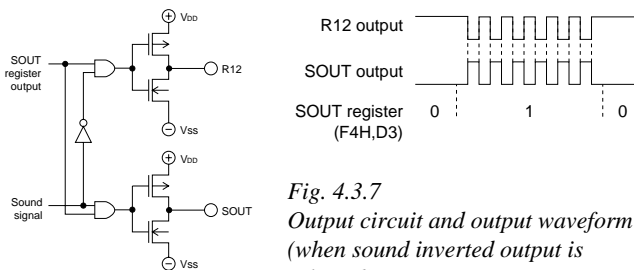 SOUT
register
output
VDD
R12
VSS
VDD
Sound
signal
SOUT
VSS
R12 output
SOUT output
SOUT register
(F4H,D3)
0
1
0
Fig. 4.3.7
Output circuit and output waveform
(when sound inverted output is